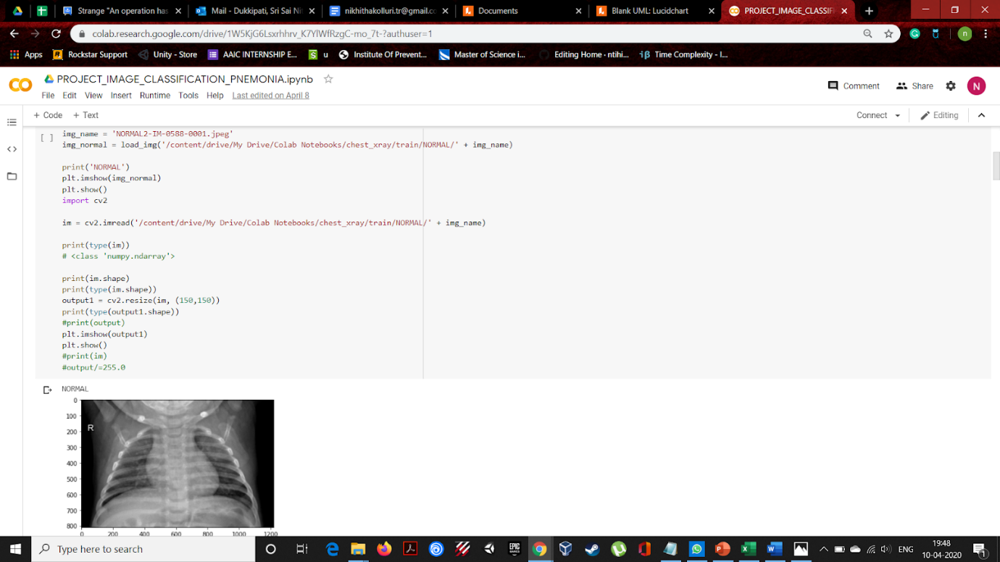 Strange "An operation has
Mail - Dukkipati, Sri Sai Ni
nikhithakolluri.tr@gmail.c
Documents
Blank UML: Lucidchart
PROJECT_IMAGE_CLASSIF
colab.research.google.com/drive/1W5KjG6Lsxrhhrv_K7YlWfRzgC-mo_7t-?authuser=1
n
Apps
Rockstar Support
Unity - Store
AAIC INTERNSHIP E...
u
Institute Of Prevent...
Master of Science i...
Editing Home · ntihi...
Time Complexity - I...
PROJECT_IMAGE_CLASSIFICATION_PNEMONIA.ipynb
File Edit View Insert Runtime Tools Help Last edited on April 8
Comment
Share
N
+ Code + Text
Connect
Editing
[ ]
img_name = 'NORMAL2-IM-0588-0001.jpeg'
img_normal = load_img('/content/drive/My Drive/Colab Notebooks/chest_xray/train/NORMAL/' + img_name)
print('NORMAL')
plt.imshow(img_normal)
plt.show()
import cv2
im = cv2.imread('/content/drive/My Drive/Colab Notebooks/chest_xray/train/NORMAL/' + img_name)
print(type(im))
# <class 'numpy.ndarray'>
print(im.shape)
print(type(im.shape))
output1 = cv2.resize(im, (150,150))
print(type(output1.shape))
#print(output)
plt.imshow(output1)
plt.show()
#print(im)
#output/=255.0
NORMAL
0
100
R
200
300
400
500
600
700
800
0 200 400 600 800 1000 1200
Type here to search
EPIC GAMES
ENG
19:48
10-04-2020
1